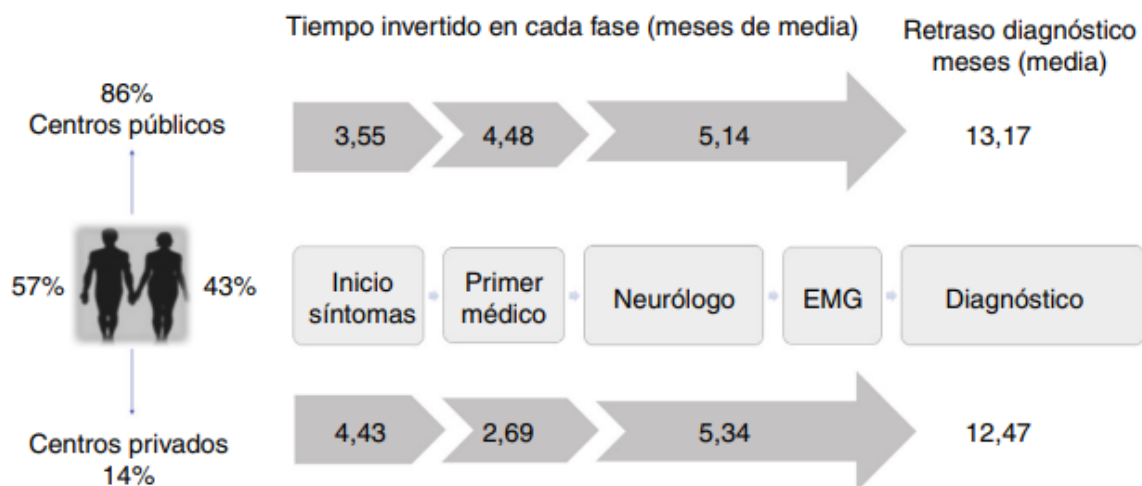 Tiempo invertido en cada fase (meses de media)
Retraso diagnóstico
meses (media)
86%
Centros públicos
3,55
4,48
5,14
13,17
57%
43%
Inicio
síntomas
Primer
médico
Neurólogo
EMG
Diagnóstico
4,43
2,69
5,34
12,47
Centros privados
14%